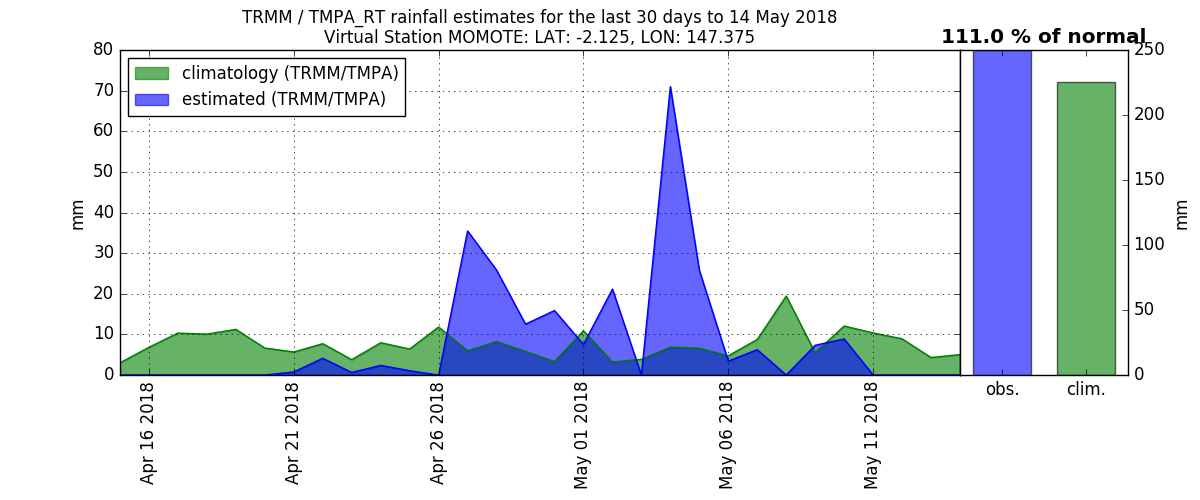 TRMM / TMPA_RT rainfall estimates for the last 30 days to 14 May 2018
Virtual Station MOMOTE: LAT: -2.125, LON: 147.375
111.0 % of normal
climatology (TRMM/TMPA)
estimated (TRMM/TMPA)
mm
80
70
60
50
40
30
20
10
0
Apr 16 2018
Apr 21 2018
Apr 26 2018
May 01 2018
May 06 2018
May 11 2018
obs.
clim.
250
200
150
100
50
0
mm